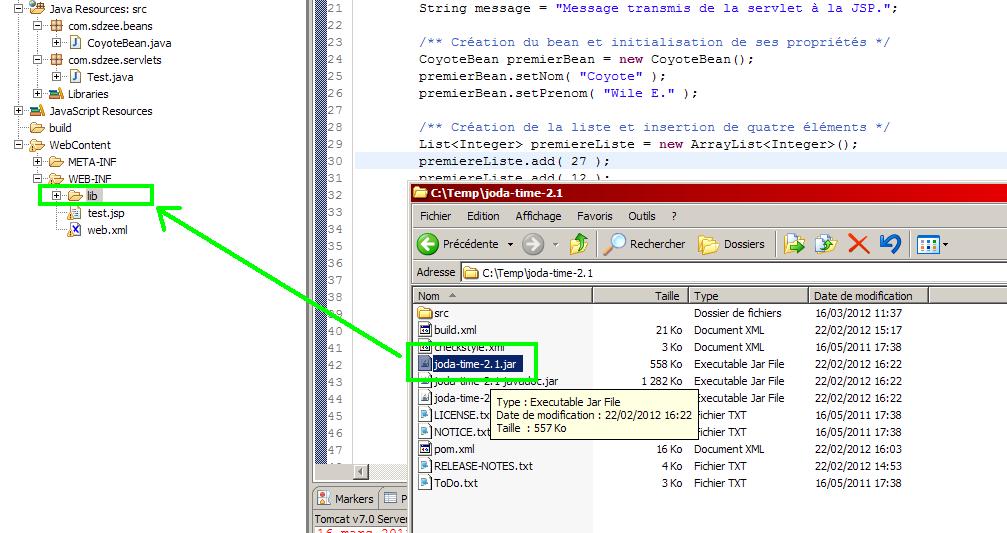 Java Resources: src
com.sdzee.beans
CoyoteBean.java
com.sdzee.servlets
Test.java
Libraries
JavaScript Resources
build
WebContent
META-INF
WEB-INF
lib
test.jsp
web.xml
21 String message = "Message transmis de la servlet à la JSP.";
22
23 /** Création du bean et initialisation de ses propriétés */
24 CoyoteBean premierBean = new CoyoteBean();
25 premierBean.setNom( "Coyote" );
26 premierBean.setPrenom( "Wile E." );
27
28 /** Création de la liste et insertion de quatre éléments */
29 List<Integer> premiereListe = new ArrayList<Integer>();
30 premiereListe.add( 27 );
31 premiereListe.add( 12 );
32
33
34
35
36
37
38
39
40
41
42
43
44
45
46
47
Markers
Tomcat v7.0 Server
C:\Temp\joda-time-2.1
Fichier Edition Affichage Favoris Outils ?
Précédente Rechercher Dossiers
Adresse C:\Temp\joda-time-2.1
Nom Taille Type Date de modification
src Dossier de fichiers 16/03/2012 11:37
build.xml 21 Ko Document XML 22/02/2012 15:17
checkstyle.xml 3 Ko Document XML 16/05/2011 17:38
joda-time-2.1.jar 558 Ko Executable Jar File 22/02/2012 16:22
joda-time-2.1-javadoc.jar 1 282 Ko Executable Jar File 22/02/2012 16:22
joda-time-2 xecutable Jar File 22/02/2012 16:22
LICENSE.tx ichier TXT 16/05/2011 17:38
NOTICE.tx ichier TXT 16/05/2011 17:38
pom.xml 16 Ko Document XML 22/02/2012 16:03
RELEASE-NOTES.txt 4 Ko Fichier TXT 22/02/2012 14:53
ToDo.txt 3 Ko Fichier TXT 16/05/2011 17:38
Type : Executable Jar File
Date de modification : 22/02/2012 16:22
Taille : 557 Ko